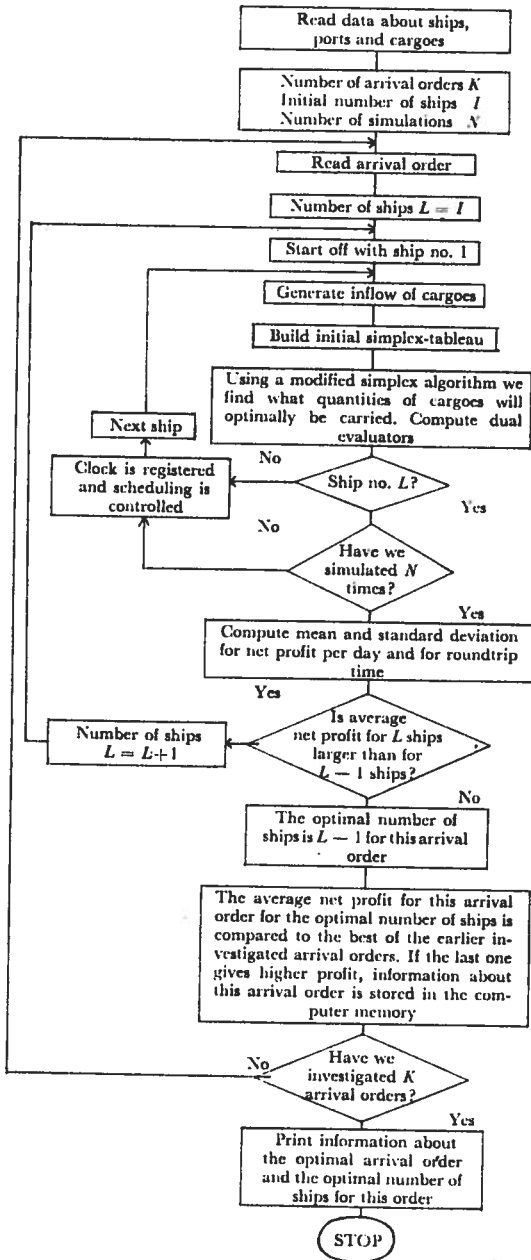 Read data about ships,
ports and cargoes
Number of arrival orders K
Initial number of ships I
Number of simulations N
Read arrival order
Number of ships L = I
Start off with ship no. 1
Generate inflow of cargoes
Build initial simplex-tableau
Using a modified simplex algorithm we
find what quantities of cargoes will
optimally be carried. Compute dual
evaluators
Next ship
No
Clock is registered
and scheduling is
controlled
Ship no. L?
Yes
No
Have we
simulated N
times?
Yes
Compute mean and standard deviation
for net profit per day and for roundtrip
time
Yes
Number of ships
L = L+1
Is average
net profit for L ships
larger than for
L − 1 ships?
No
The optimal number of
ships is L − 1 for this arrival
order
The average net profit for this arrival
order for the optimal number of ships is
compared to the best of the earlier in-
vestigated arrival orders. If the last one
gives higher profit, information about
this arrival order is stored in the com-
puter memory
No
Have we
investigated K
arrival orders?
Yes
Print information about
the optimal arrival order
and the optimal number of
ships for this order
STOP